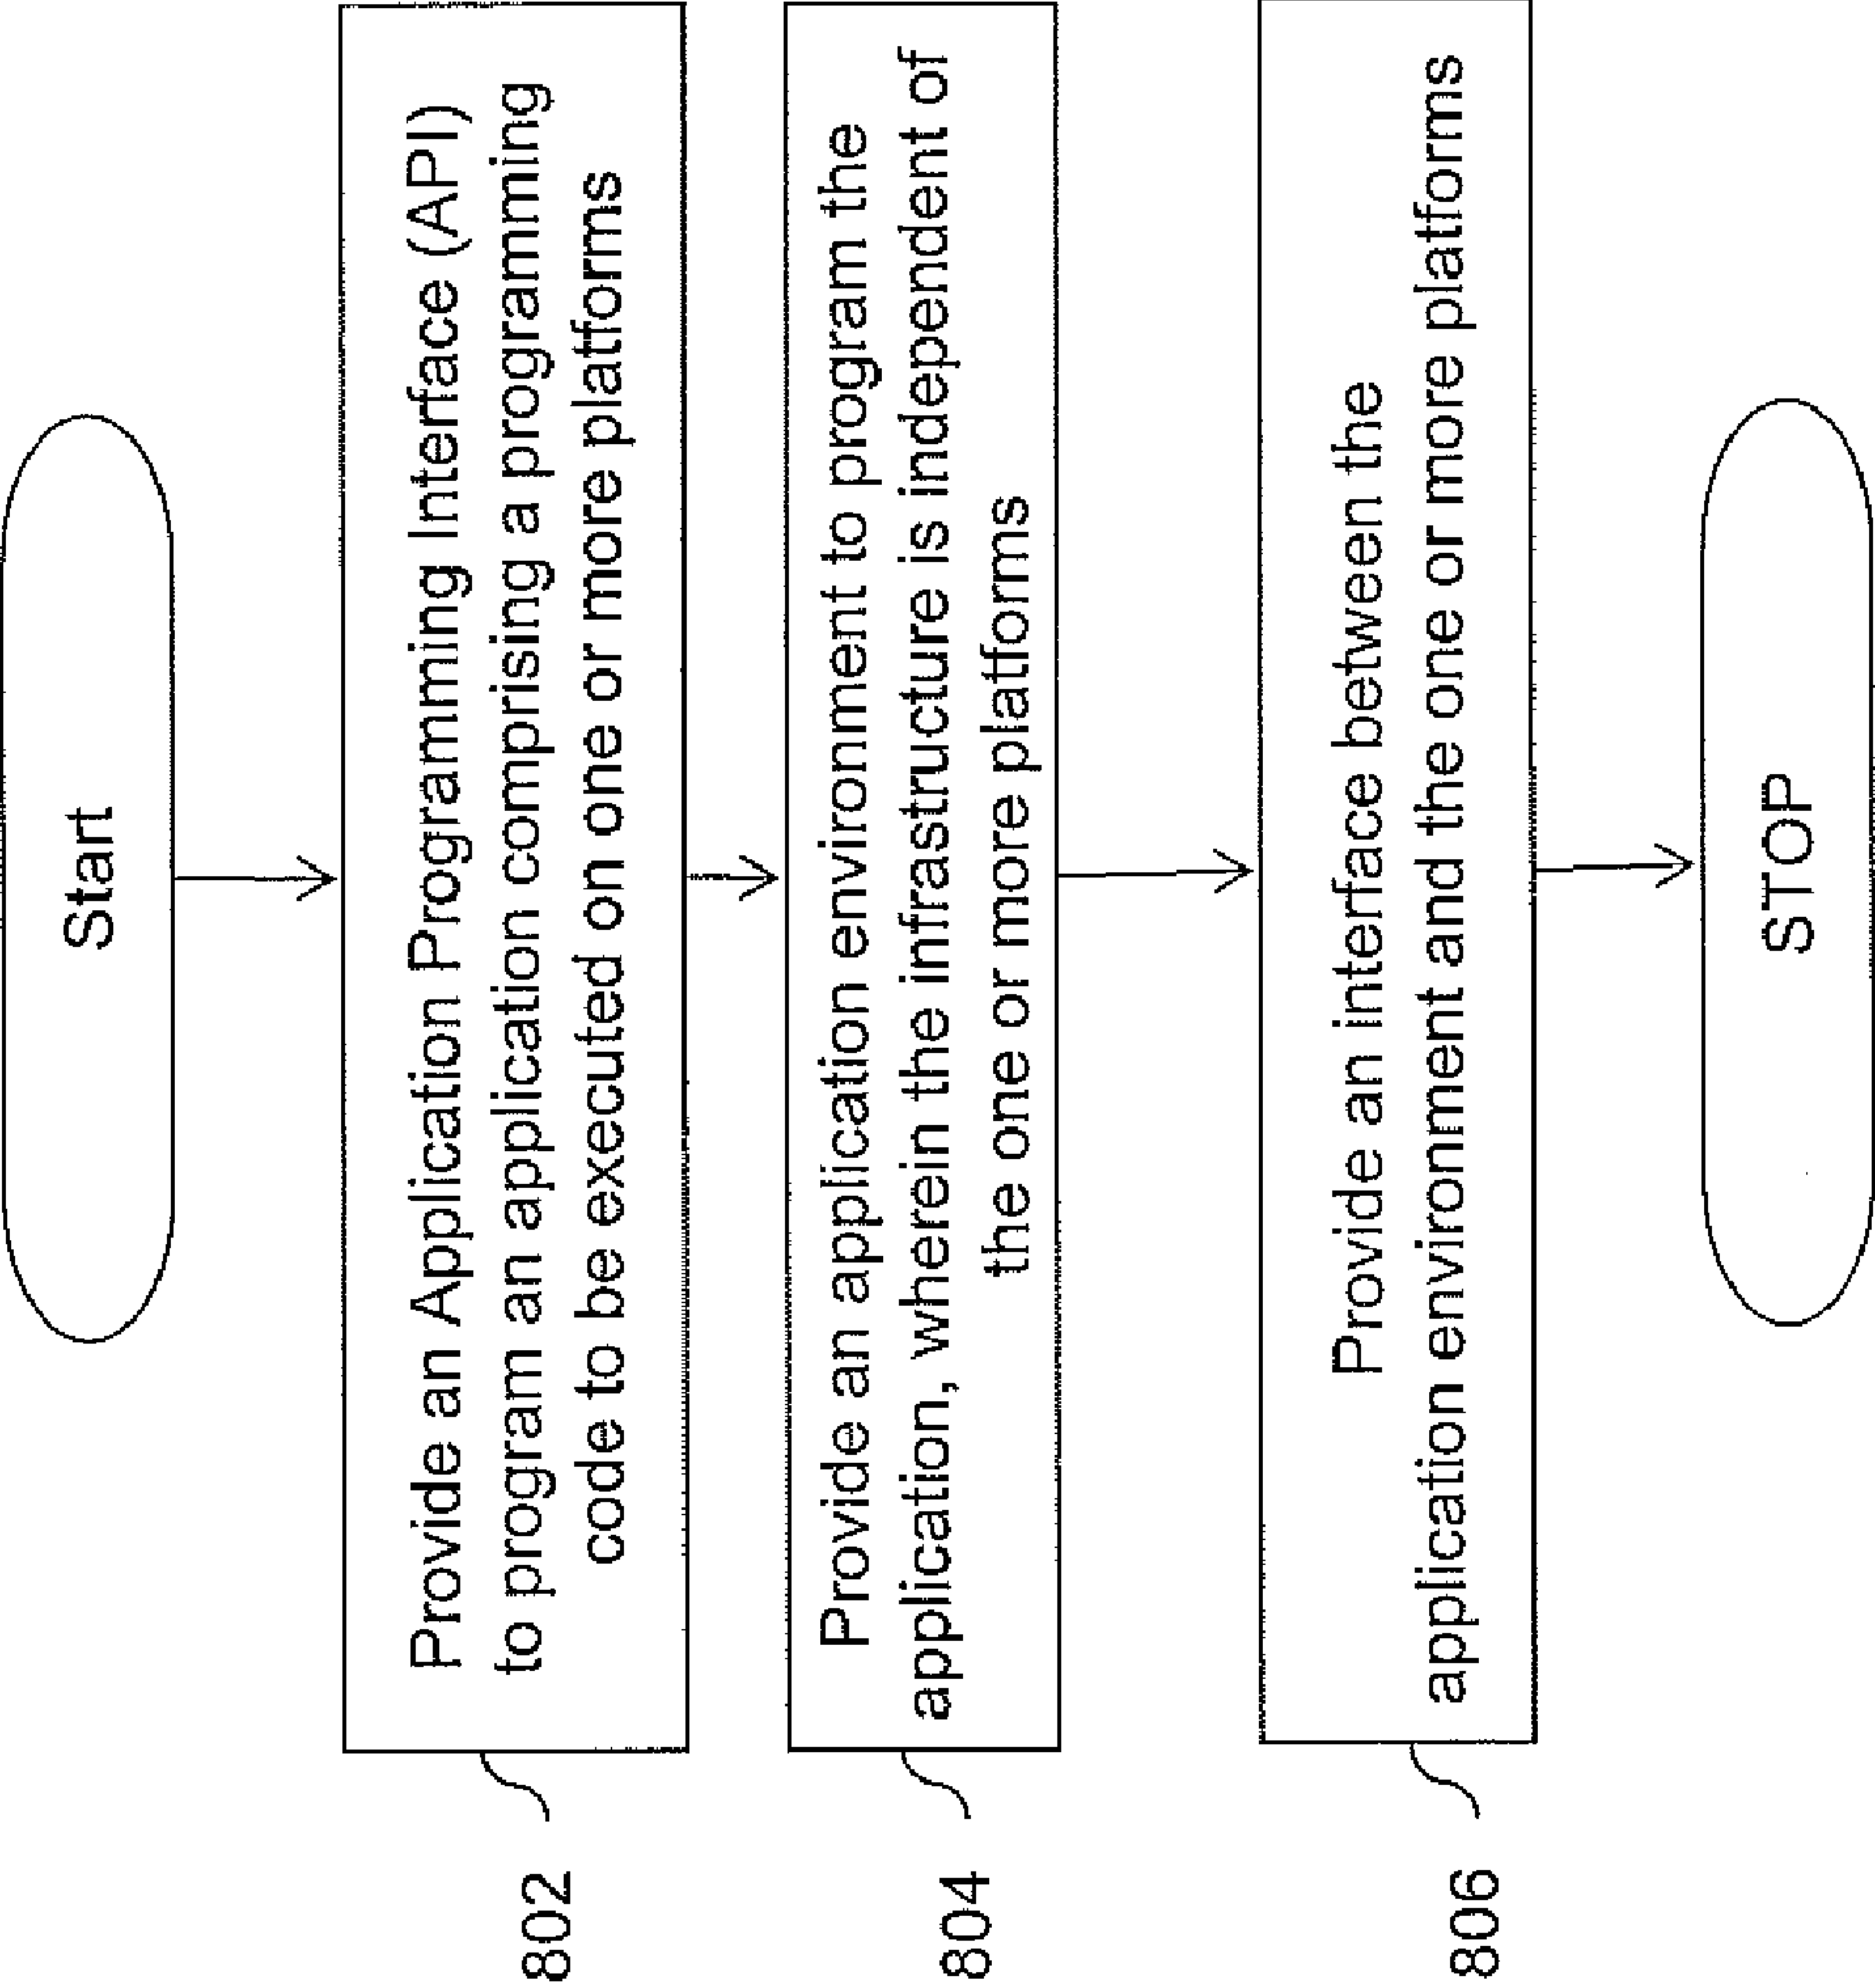 Start
802
Provide an Application Programming Interface (API)
to program an application comprising a programming
code to be executed on one or more platforms
804
Provide an application environment to program the
application, wherein the infrastructure is independent of
the one or more platforms
806
Provide an interface between the
application environment and the one or more platforms
STOP